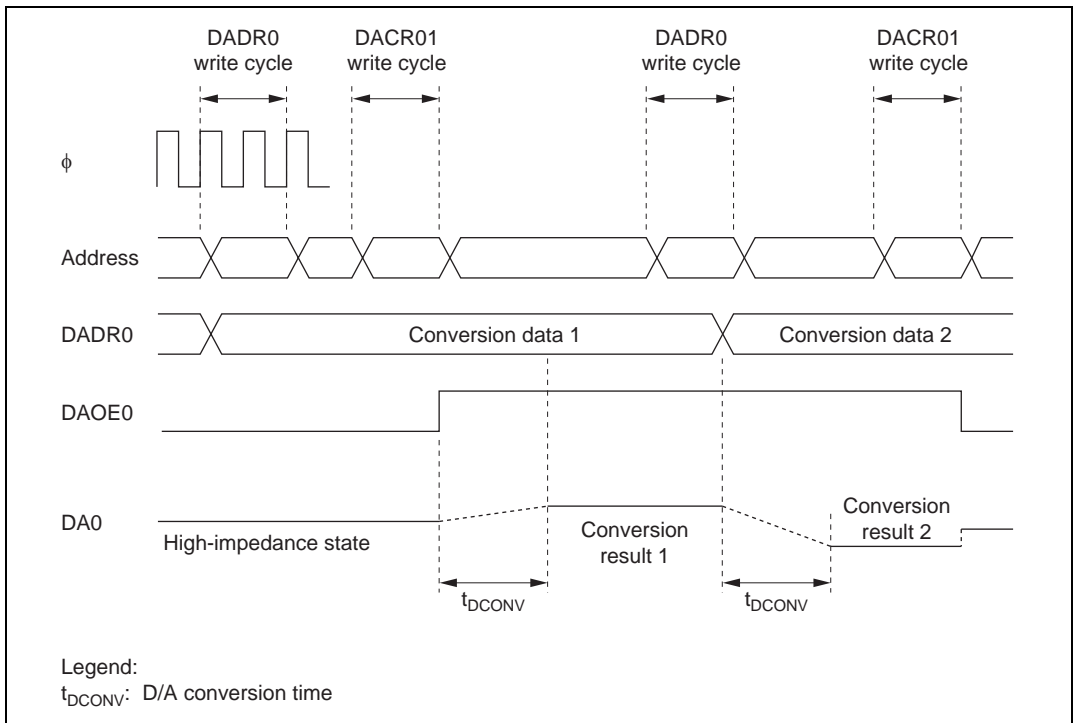 DADR0
write cycle
DACR01
write cycle
DADR0
write cycle
DACR01
write cycle
ϕ
Address
DADR0
Conversion data 1
Conversion data 2
DAOE0
DA0
High-impedance state
Conversion
result 1
Conversion
result 2
tDCONV
tDCONV
Legend:
tDCONV: D/A conversion time